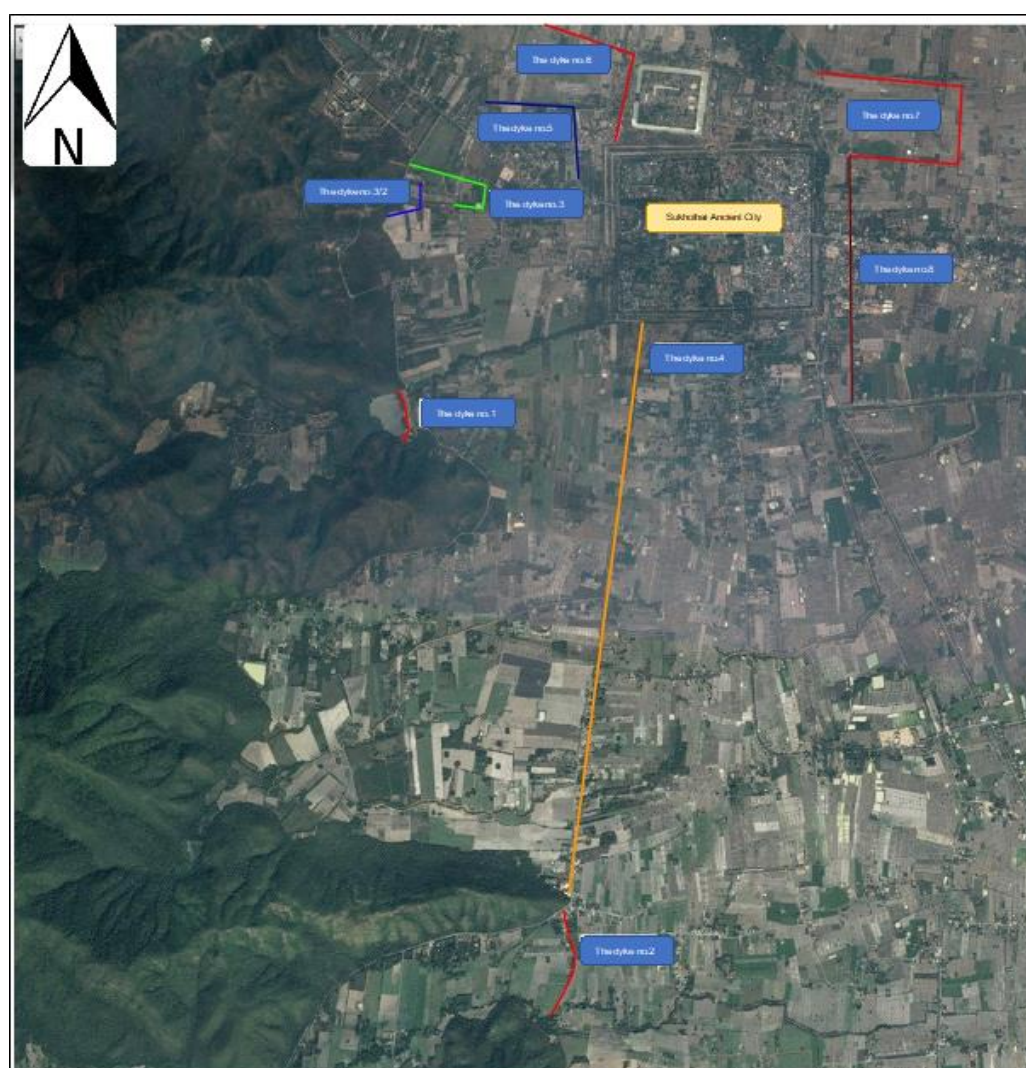 The dyke no.6
The dyke no.7
The dyke no.5
N
The dyke no.3/2
The dyke no.3
Sukhothai Ancient City
The dyke no.8
The dyke no.4
The dyke no.1
The dyke no.2